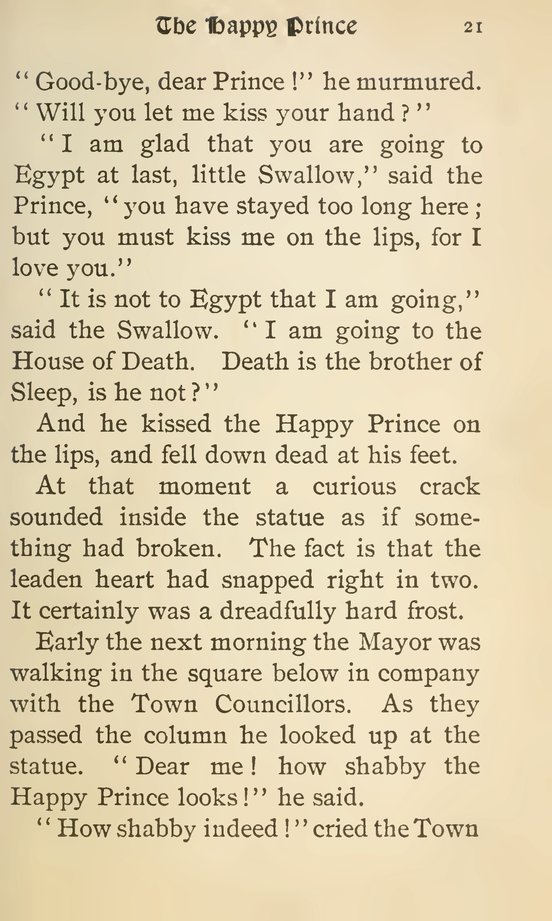 The Happy Prince 21
“Good-bye, dear Prince!” he murmured.
“Will you let me kiss your hand?”
“I am glad that you are going to
Egypt at last, little Swallow,” said the
Prince, “you have stayed too long here;
but you must kiss me on the lips, for I
love you.”
“It is not to Egypt that I am going,”
said the Swallow. “I am going to the
House of Death. Death is the brother of
Sleep, is he not?”
And he kissed the Happy Prince on
the lips, and fell down dead at his feet.
At that moment a curious crack
sounded inside the statue as if some-
thing had broken. The fact is that the
leaden heart had snapped right in two.
It certainly was a dreadfully hard frost.
Early the next morning the Mayor was
walking in the square below in company
with the Town Councillors. As they
passed the column he looked up at the
statue. “Dear me! how shabby the
Happy Prince looks!” he said.
“How shabby indeed!” cried the Town